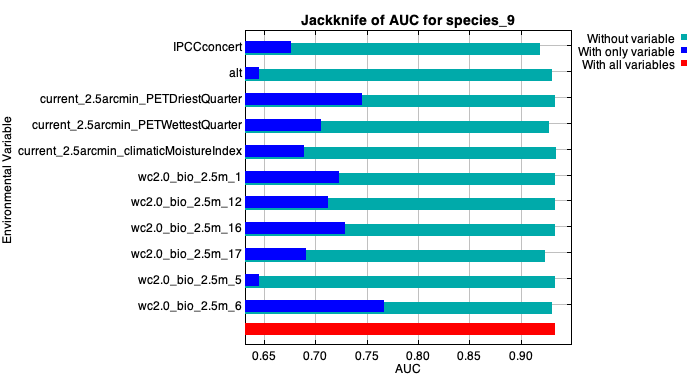 Jackknife of AUC for species_9
Without variable
With only variable
With all variables
Environmental Variable
IPCCconcert
alt
current_2.5arcmin_PETDriestQuarter
current_2.5arcmin_PETWettestQuarter
current_2.5arcmin_climaticMoistureIndex
wc2.0_bio_2.5m_1
wc2.0_bio_2.5m_12
wc2.0_bio_2.5m_16
wc2.0_bio_2.5m_17
wc2.0_bio_2.5m_5
wc2.0_bio_2.5m_6
0.65 0.70 0.75 0.80 0.85 0.90
AUC